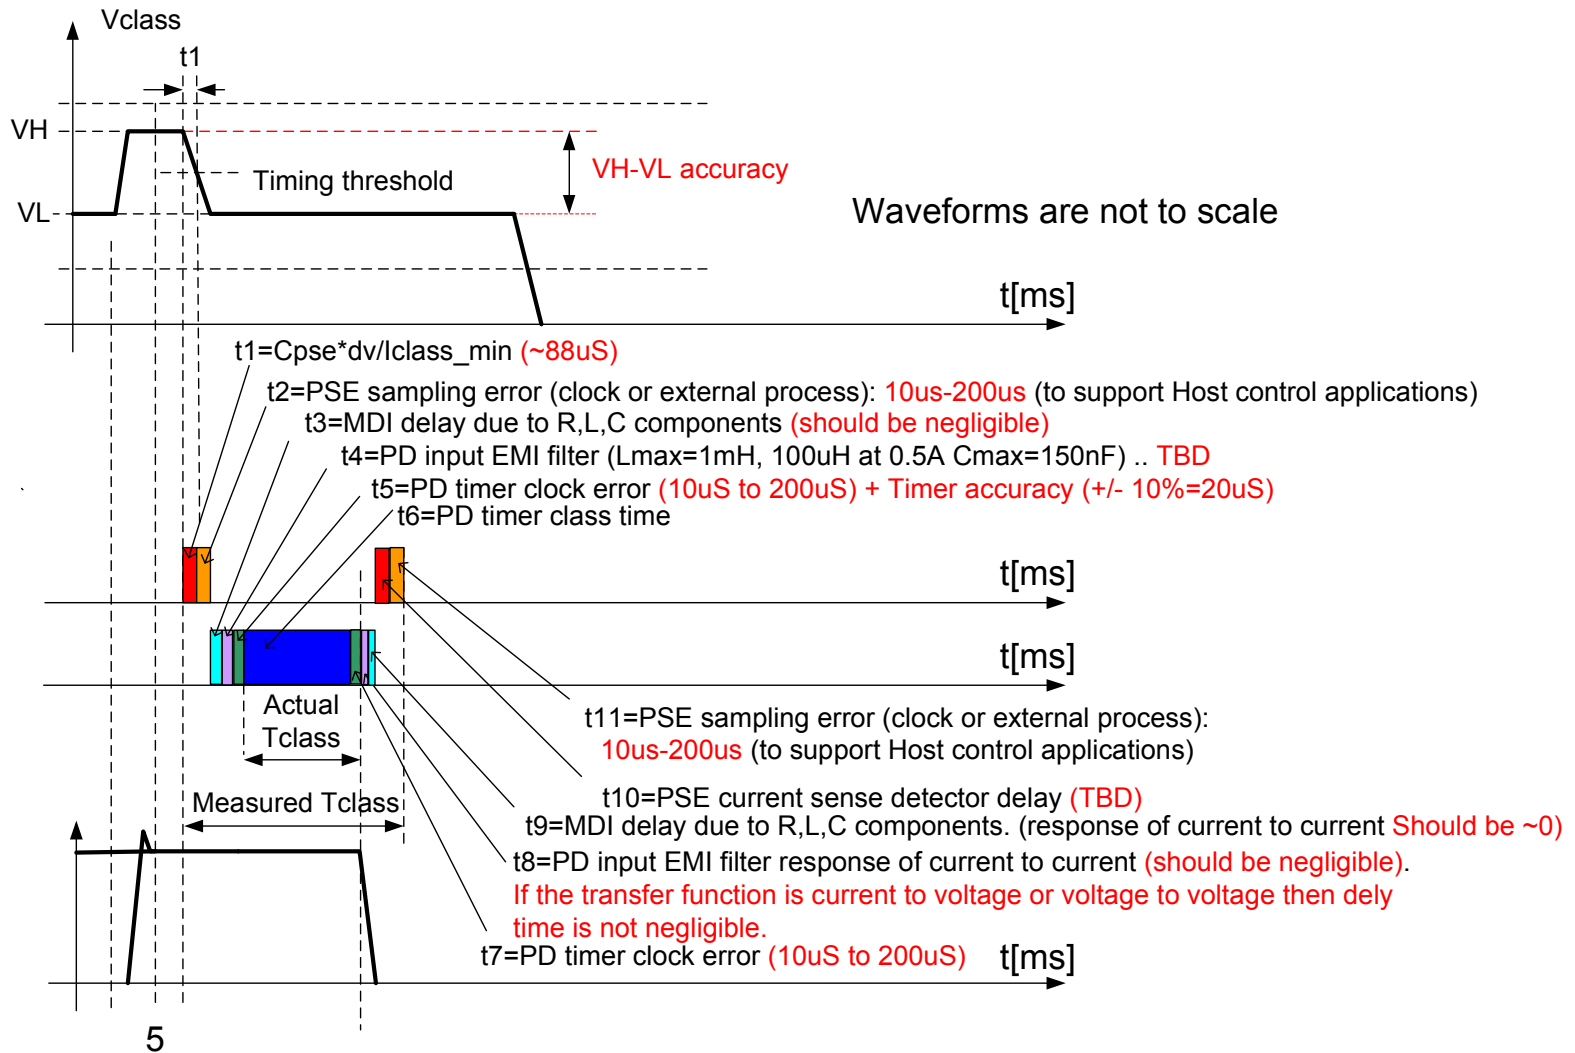 Vclass
t1
VH
VH-VL accuracy
Timing threshold
VL
Waveforms are not to scale
t[ms]
t1=Cpse*dv/Iclass_min (~88uS)
t2=PSE sampling error (clock or external process): 10us-200us (to support Host control applications)
t3=MDI delay due to R,L,C components (should be negligible)
t4=PD input EMI filter (Lmax=1mH, 100uH at 0.5A Cmax=150nF) .. TBD
t5=PD timer clock error (10uS to 200uS) + Timer accuracy (+/- 10%=20uS)
t6=PD timer class time
t[ms]
t[ms]
Actual
Tclass
t11=PSE sampling error (clock or external process):
10us-200us (to support Host control applications)
Measured Tclass
t10=PSE current sense detector delay (TBD)
t9=MDI delay due to R,L,C components. (response of current to current Should be ~0)
t8=PD input EMI filter response of current to current (should be negligible).
If the transfer function is current to voltage or voltage to voltage then dely
time is not negligible.
t7=PD timer clock error (10uS to 200uS)
t[ms]
5